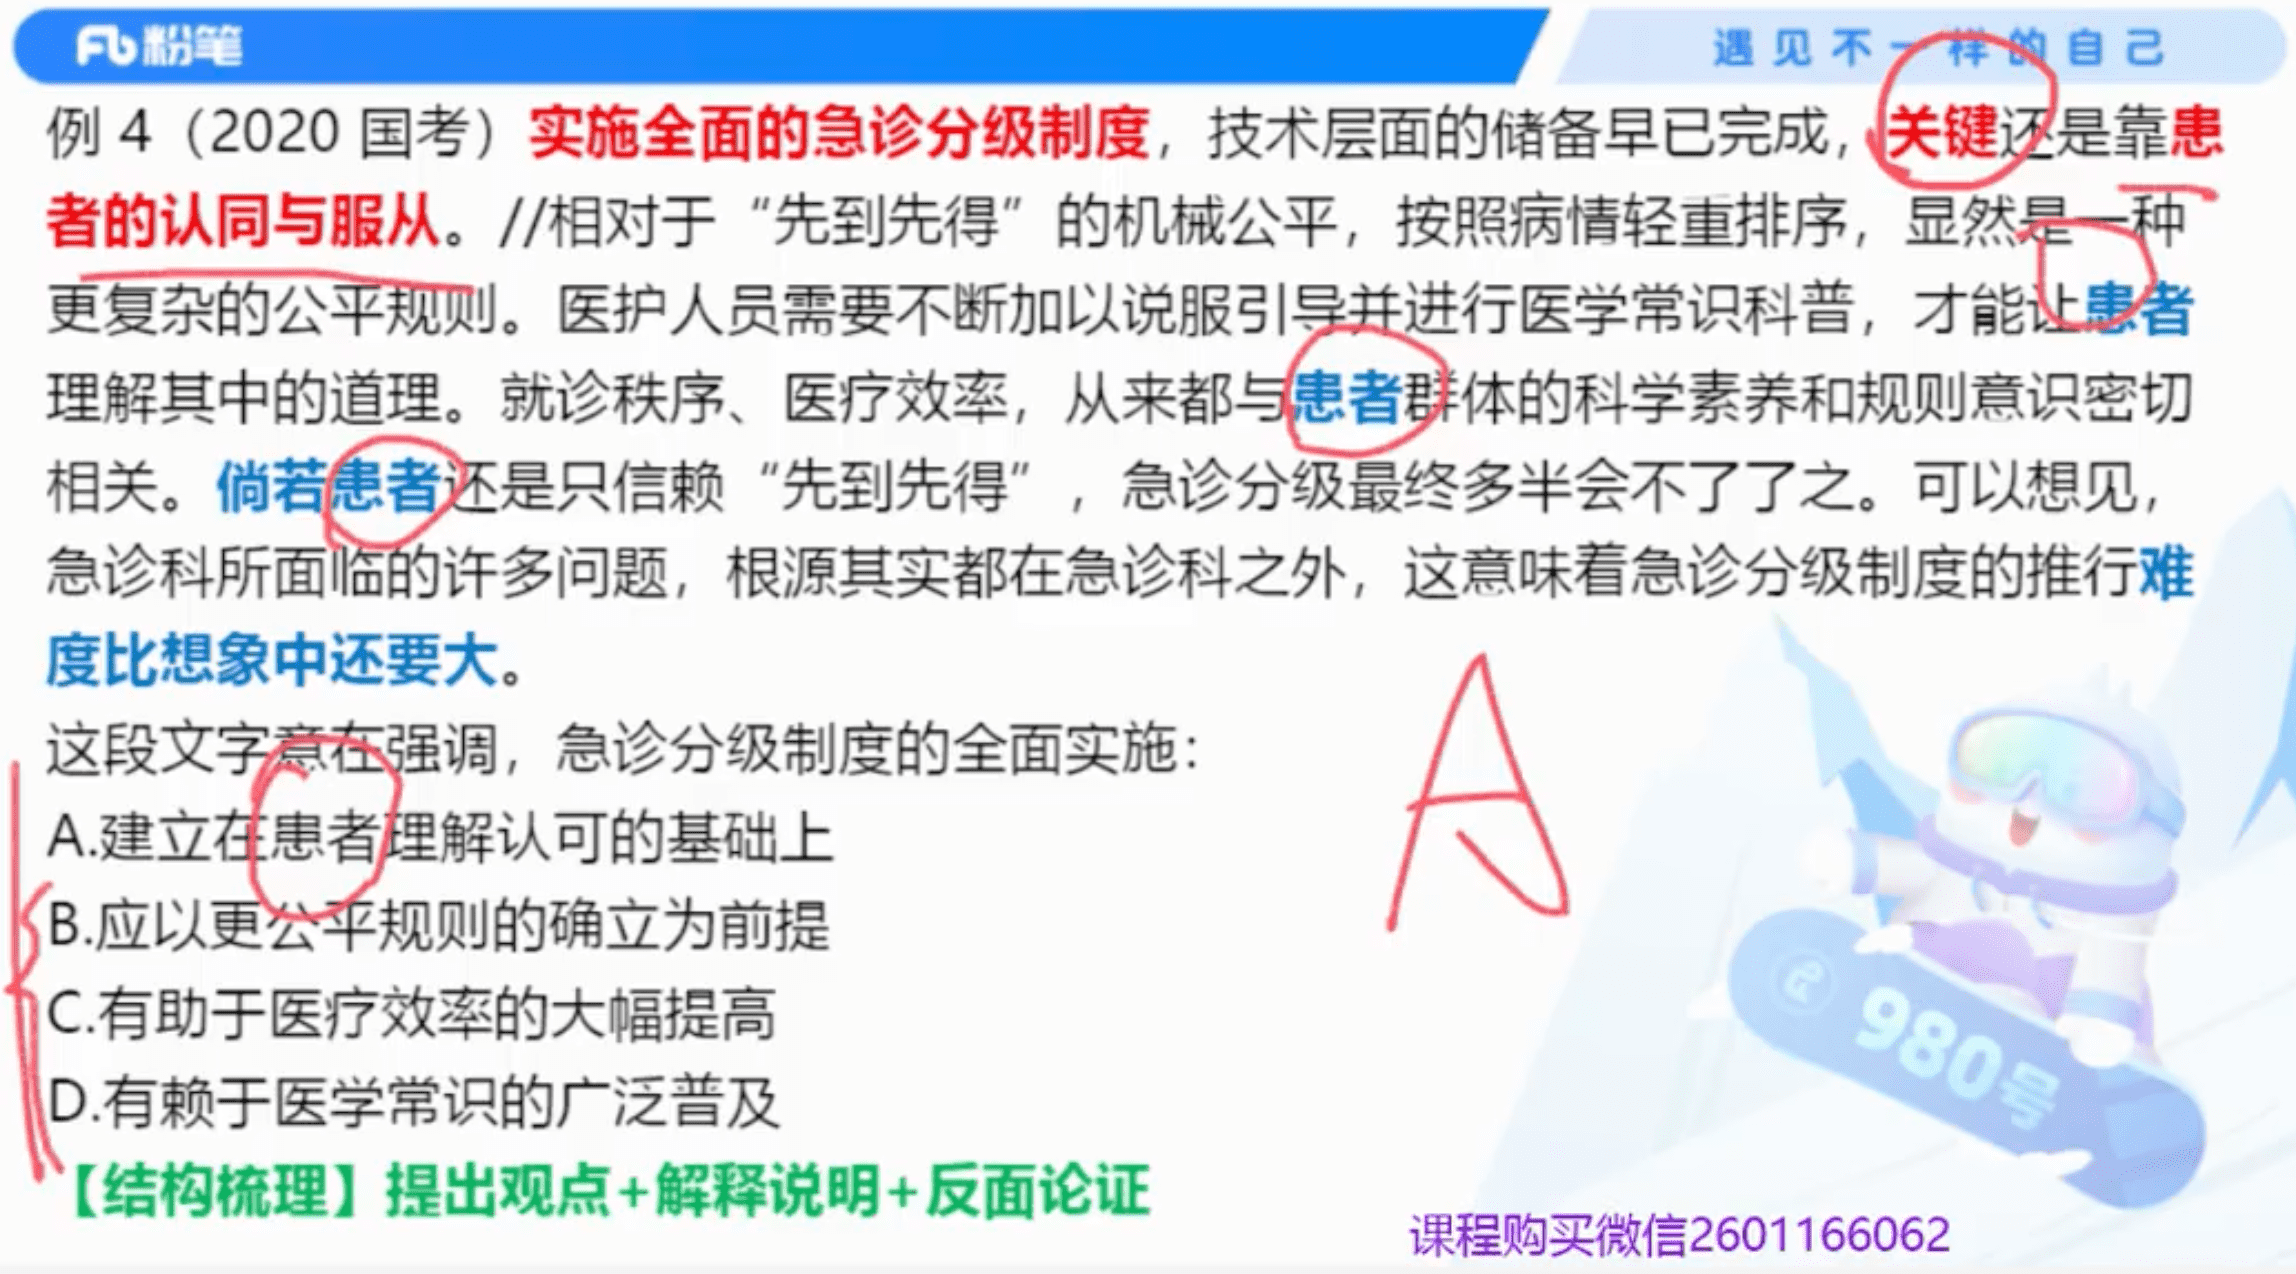 Fb粉笔
遇见不一样的自己
例 4（2020 国考）实施全面的急诊分级制度，技术层面的储备早已完成，关键还是靠患
者的认同与服从。//相对于“先到先得”的机械公平，按照病情轻重排序，显然是一种
更复杂的公平规则。医护人员需要不断加以说服引导并进行医学常识科普，才能让患者
理解其中的道理。就诊秩序、医疗效率，从来都与患者群体的科学素养和规则意识密切
相关。倘若患者还是只信赖“先到先得”，急诊分级最终多半会不了了之。可以想见，
急诊科所面临的许多问题，根源其实都在急诊科之外，这意味着急诊分级制度的推行难
度比想象中还要大。
这段文字意在强调，急诊分级制度的全面实施：
A
A.建立在患者理解认可的基础上
B.应以更公平规则的确立为前提
C.有助于医疗效率的大幅提高
D.有赖于医学常识的广泛普及
980号
【结构梳理】提出观点+解释说明+反面论证
课程购买微信2601166062